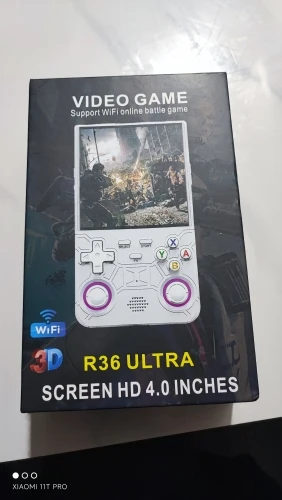 VIDEO GAME
Support WiFi online battle game
X
Y
A
B
WiFi
3D
R36 ULTRA
SCREEN HD 4.0 INCHES
XIAOMI 11T PRO